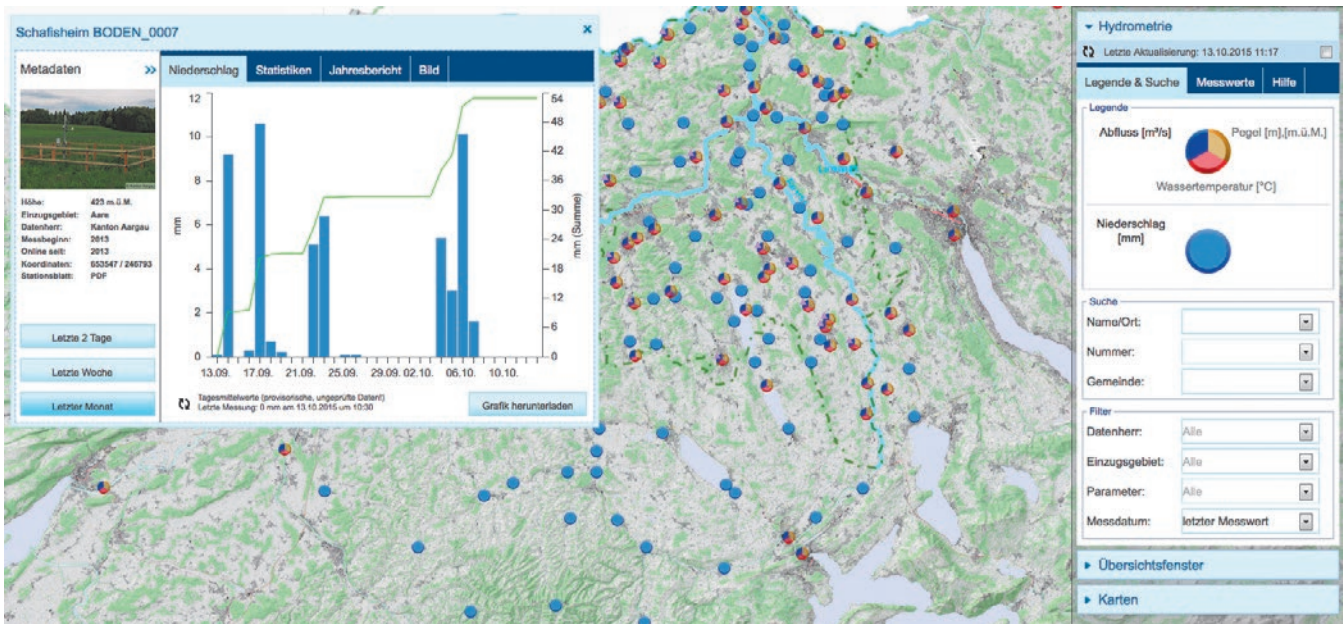 Schafisheim BODEN_0007
×
Metadaten »
Höhe: 423 m.ü.M.
Einzugsgebiet: Aare
Datenherr: Kanton Aargau
Messbeginn: 2013
Online seit: 2013
Koordinaten: 653547 / 246793
Stationsblatt: PDF
Letzte 2 Tage
Letzte Woche
Letzter Monat
Niederschlag Statistiken Jahresbericht Bild
12
10
8
6
4
2
0
mm
54
48
42
36
30
24
18
12
6
0
mm (Summe)
13.09. 17.09. 21.09. 25.09. 29.09. 02.10. 06.10. 10.10.
Tagesmittelwerte (provisorische, ungeprüfte Daten!)
Letzte Messung: 0 mm am 13.10.2015 um 10:30
Grafik herunterladen
Hydrometrie
Letzte Aktualisierung: 13.10.2015 11:17
Legende & Suche Messwerte Hilfe
Legende
Abfluss [m³/s] Pegel [m],[m.ü.M.]
Wassertemperatur [°C]
Niederschlag
[mm]
Suche
Name/Ort:
Nummer:
Gemeinde:
Filter
Datenherr: Alle
Einzugsgebiet: Alle
Parameter: Alle
Messdatum: letzter Messwert
Übersichtsfenster
Karten